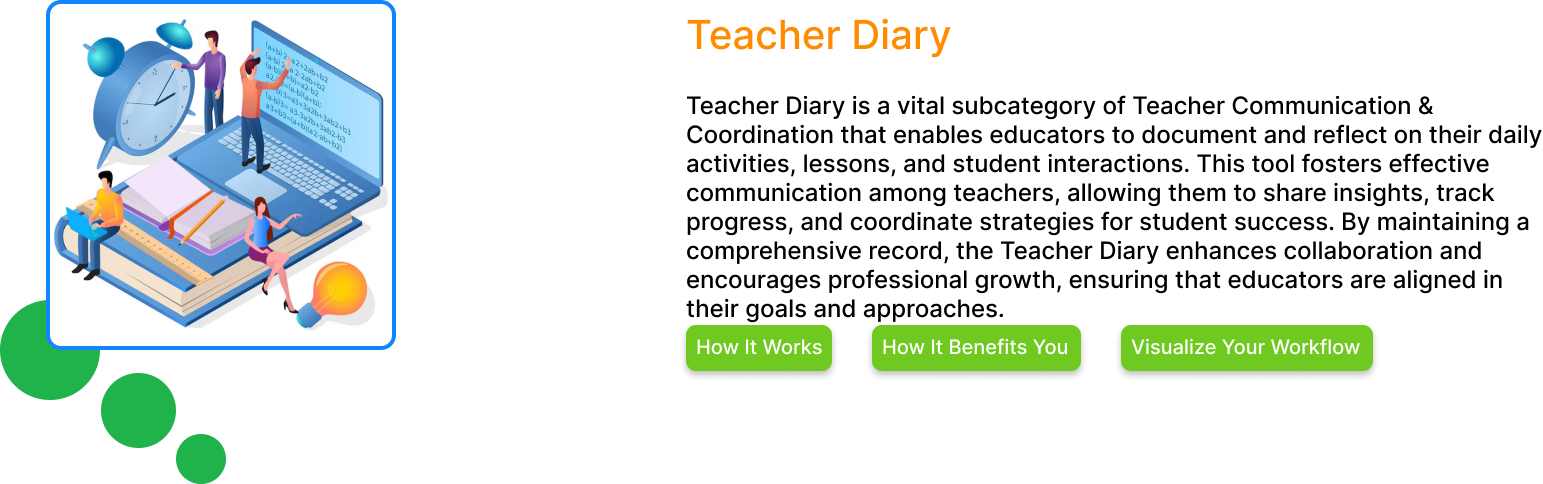 Teacher Diary
Teacher Diary is a vital subcategory of Teacher Communication &
Coordination that enables educators to document and reflect on their daily
activities, lessons, and student interactions. This tool fosters effective
communication among teachers, allowing them to share insights, track
progress, and coordinate strategies for student success. By maintaining a
comprehensive record, the Teacher Diary enhances collaboration and
encourages professional growth, ensuring that educators are aligned in
their goals and approaches.
How It Works
How It Benefits You
Visualize Your Workflow